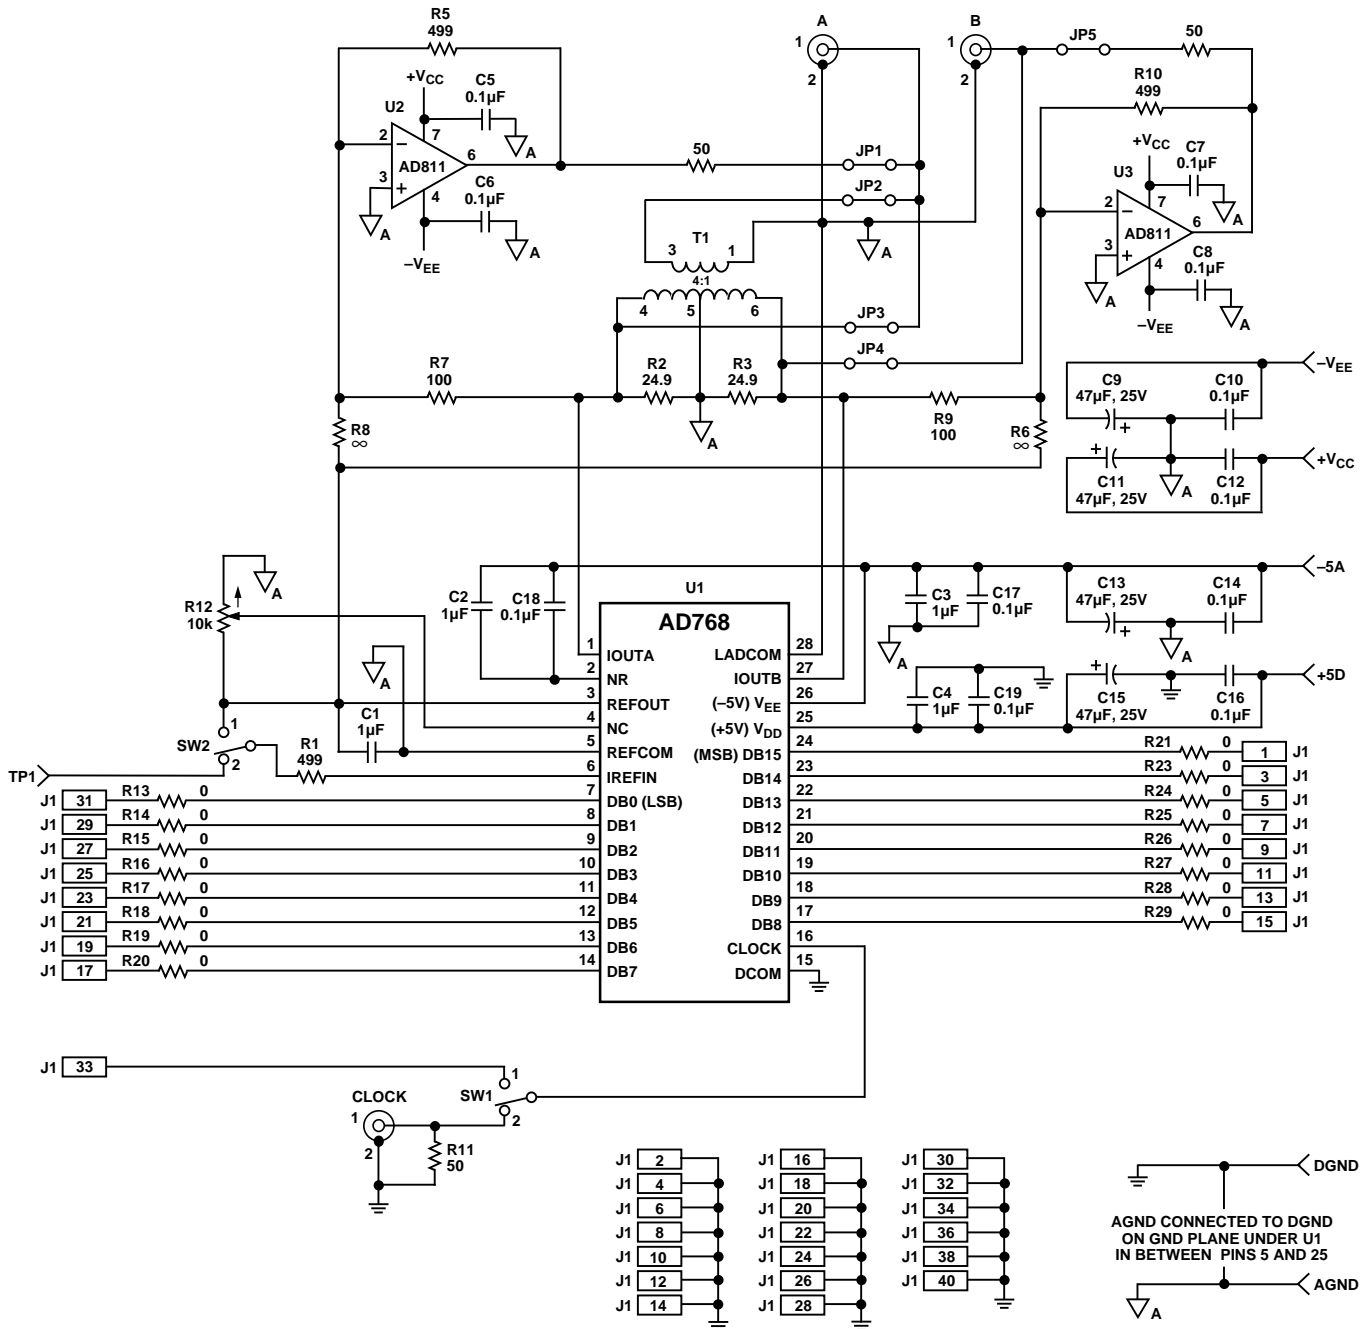 R5
499
A
B
JP5
50
1
2
1
2
R10
499
+VCC
C5
0.1µF
U2
2
7
A
AD811
6
3
4
A
C6
0.1µF
A
−VEE
50
JP1
JP2
A
+VCC
C7
0.1µF
U3
2
7
A
AD811
6
3
4
A
C8
0.1µF
A
−VEE
T1
3
1
4:1
4
5
6
JP3
JP4
R7
100
R2
24.9
R3
24.9
A
R9
100
R8
∞
R6
∞
−VEE
C9
47µF, 25V
+
C10
0.1µF
+VCC
+
A
C11
47µF, 25V
C12
0.1µF
−5A
C13
47µF, 25V
+
C14
0.1µF
A
+5D
+
C15
47µF, 25V
C16
0.1µF
A
R12
10k
C2
1µF
C18
0.1µF
U1
C3
1µF
C17
0.1µF
A
C4
1µF
C19
0.1µF
AD768
1
IOUTA
LADCOM
28
2
NR
IOUTB
27
3
REFOUT
(–5V) VEE
26
4
NC
(+5V) VDD
25
5
REFCOM
(MSB) DB15
24
6
IREFIN
DB14
23
7
DB0 (LSB)
DB13
22
8
DB1
DB12
21
9
DB2
DB11
20
10
DB3
DB10
19
11
DB4
DB9
18
12
DB5
DB8
17
13
DB6
CLOCK
16
14
DB7
DCOM
15
A
C1
1µF
1
SW2
2
R1
499
TP1
J1 31 R13 0
J1 29 R14 0
J1 27 R15 0
J1 25 R16 0
J1 23 R17 0
J1 21 R18 0
J1 19 R19 0
J1 17 R20 0
R21 0 1 J1
R23 0 3 J1
R24 0 5 J1
R25 0 7 J1
R26 0 9 J1
R27 0 11 J1
R28 0 13 J1
R29 0 15 J1
J1 33
1
SW1
2
CLOCK
1
2
R11
50
J1 2
J1 4
J1 6
J1 8
J1 10
J1 12
J1 14
J1 16
J1 18
J1 20
J1 22
J1 24
J1 26
J1 28
J1 30
J1 32
J1 34
J1 36
J1 38
J1 40
DGND
AGND CONNECTED TO DGND
ON GND PLANE UNDER U1
IN BETWEEN PINS 5 AND 25
AGND
A